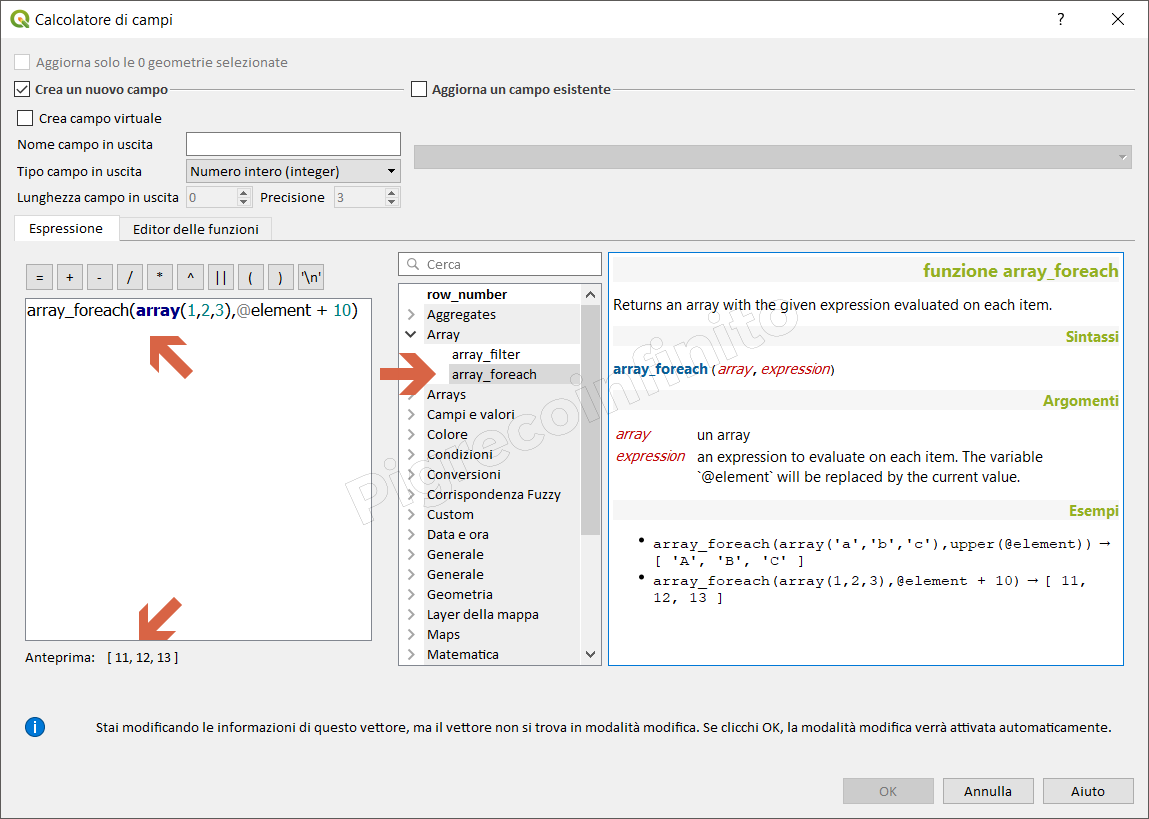 Calcolatore di campi
?
Aggiorna solo le 0 geometrie selezionate
Crea un nuovo campo
Aggiorna un campo esistente
Crea campo virtuale
Nome campo in uscita
Tipo campo in uscita
Numero intero (integer)
Lunghezza campo in uscita
0
Precisione
3
Espressione
Editor delle funzioni
= + - / * ^ || ( ) '\n'
array_foreach(array(1,2,3),@element + 10)
Anteprima: [ 11, 12, 13 ]
Cerca
row_number
Aggregates
Array
array_filter
array_foreach
Arrays
Campi e valori
Colore
Condizioni
Conversioni
Corrispondenza Fuzzy
Custom
Data e ora
Generale
Generale
Geometria
Layer della mappa
Maps
Matematica
funzione array_foreach
Returns an array with the given expression evaluated on each item.
Sintassi
array_foreach(array, expression)
Argomenti
array un array
expression an expression to evaluate on each item. The variable
`@element` will be replaced by the current value.
Esempi
• array_foreach(array('a','b','c'),upper(@element)) →
[ 'A', 'B', 'C' ]
• array_foreach(array(1,2,3),@element + 10) → [ 11,
12, 13 ]
Pigrecoinfinito
Stai modificando le informazioni di questo vettore, ma il vettore non si trova in modalità modifica. Se clicchi OK, la modalità modifica verrà attivata automaticamente.
OK
Annulla
Aiuto